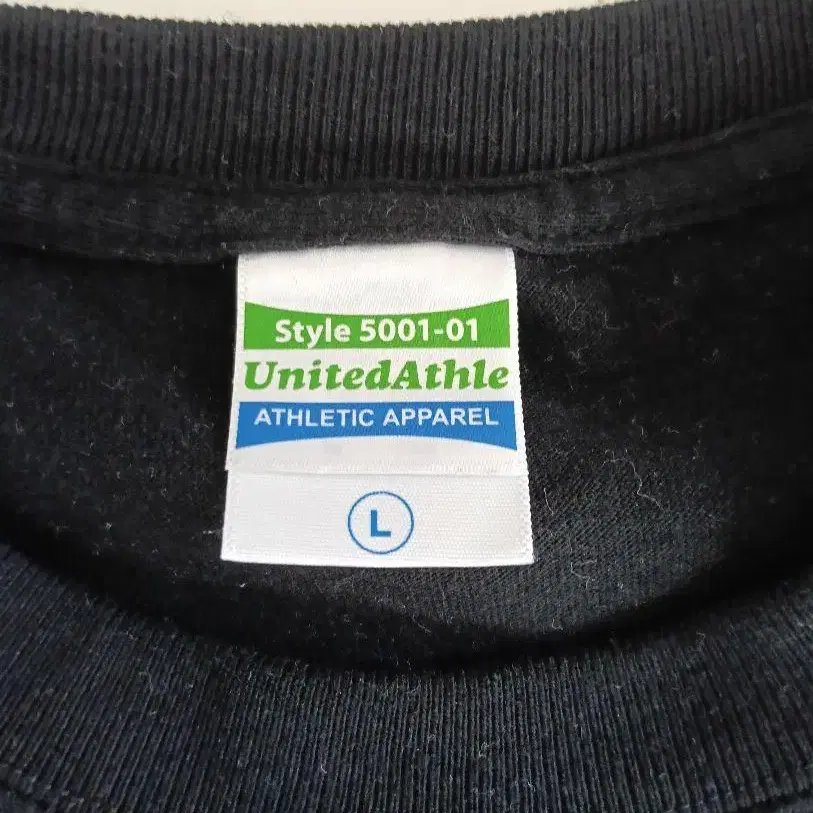 Style 5001-01
UnitedAthle
ATHLETIC APPAREL
L